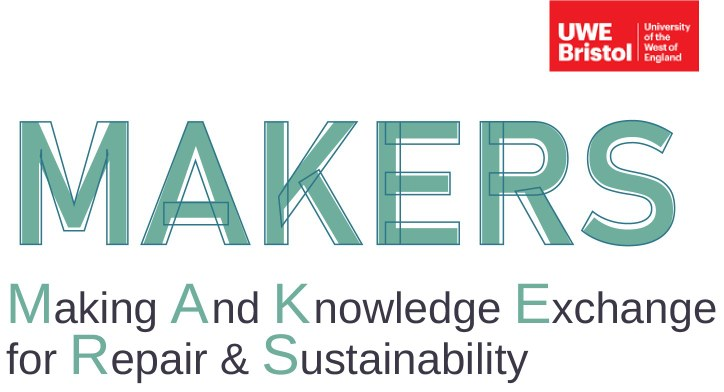 UWE
Bristol
University
of the
West of
England
MAKERS
Making And Knowledge Exchange
for Repair & Sustainability